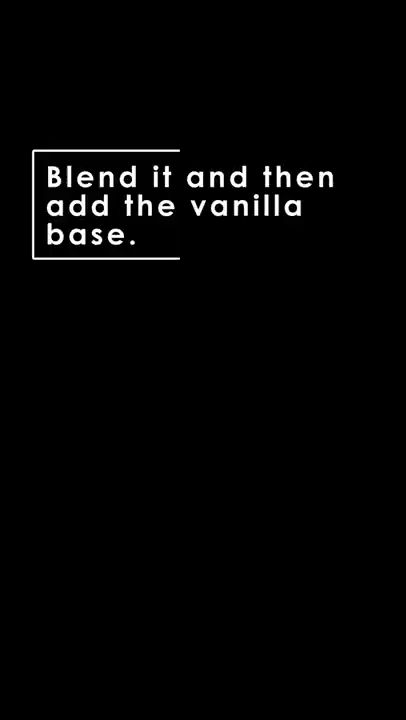 Blend it and then
add the vanilla
base.